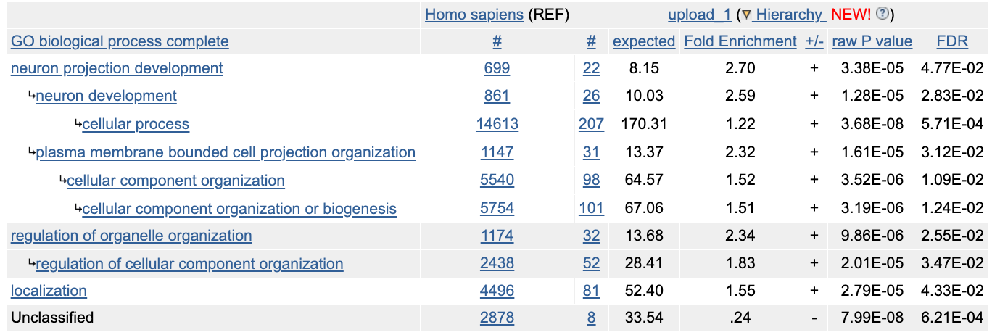 Homo sapiens (REF) upload_1 (▼ Hierarchy NEW! ?)
GO biological process complete # # expected Fold Enrichment +/- raw P value FDR
neuron projection development 699 22 8.15 2.70 + 3.38E-05 4.77E-02
↳neuron development 861 26 10.03 2.59 + 1.28E-05 2.83E-02
↳cellular process 14613 207 170.31 1.22 + 3.68E-08 5.71E-04
↳plasma membrane bounded cell projection organization 1147 31 13.37 2.32 + 1.61E-05 3.12E-02
↳cellular component organization 5540 98 64.57 1.52 + 3.52E-06 1.09E-02
↳cellular component organization or biogenesis 5754 101 67.06 1.51 + 3.19E-06 1.24E-02
regulation of organelle organization 1174 32 13.68 2.34 + 9.86E-06 2.55E-02
↳regulation of cellular component organization 2438 52 28.41 1.83 + 2.01E-05 3.47E-02
localization 4496 81 52.40 1.55 + 2.79E-05 4.33E-02
Unclassified 2878 8 33.54 .24 - 7.99E-08 6.21E-04